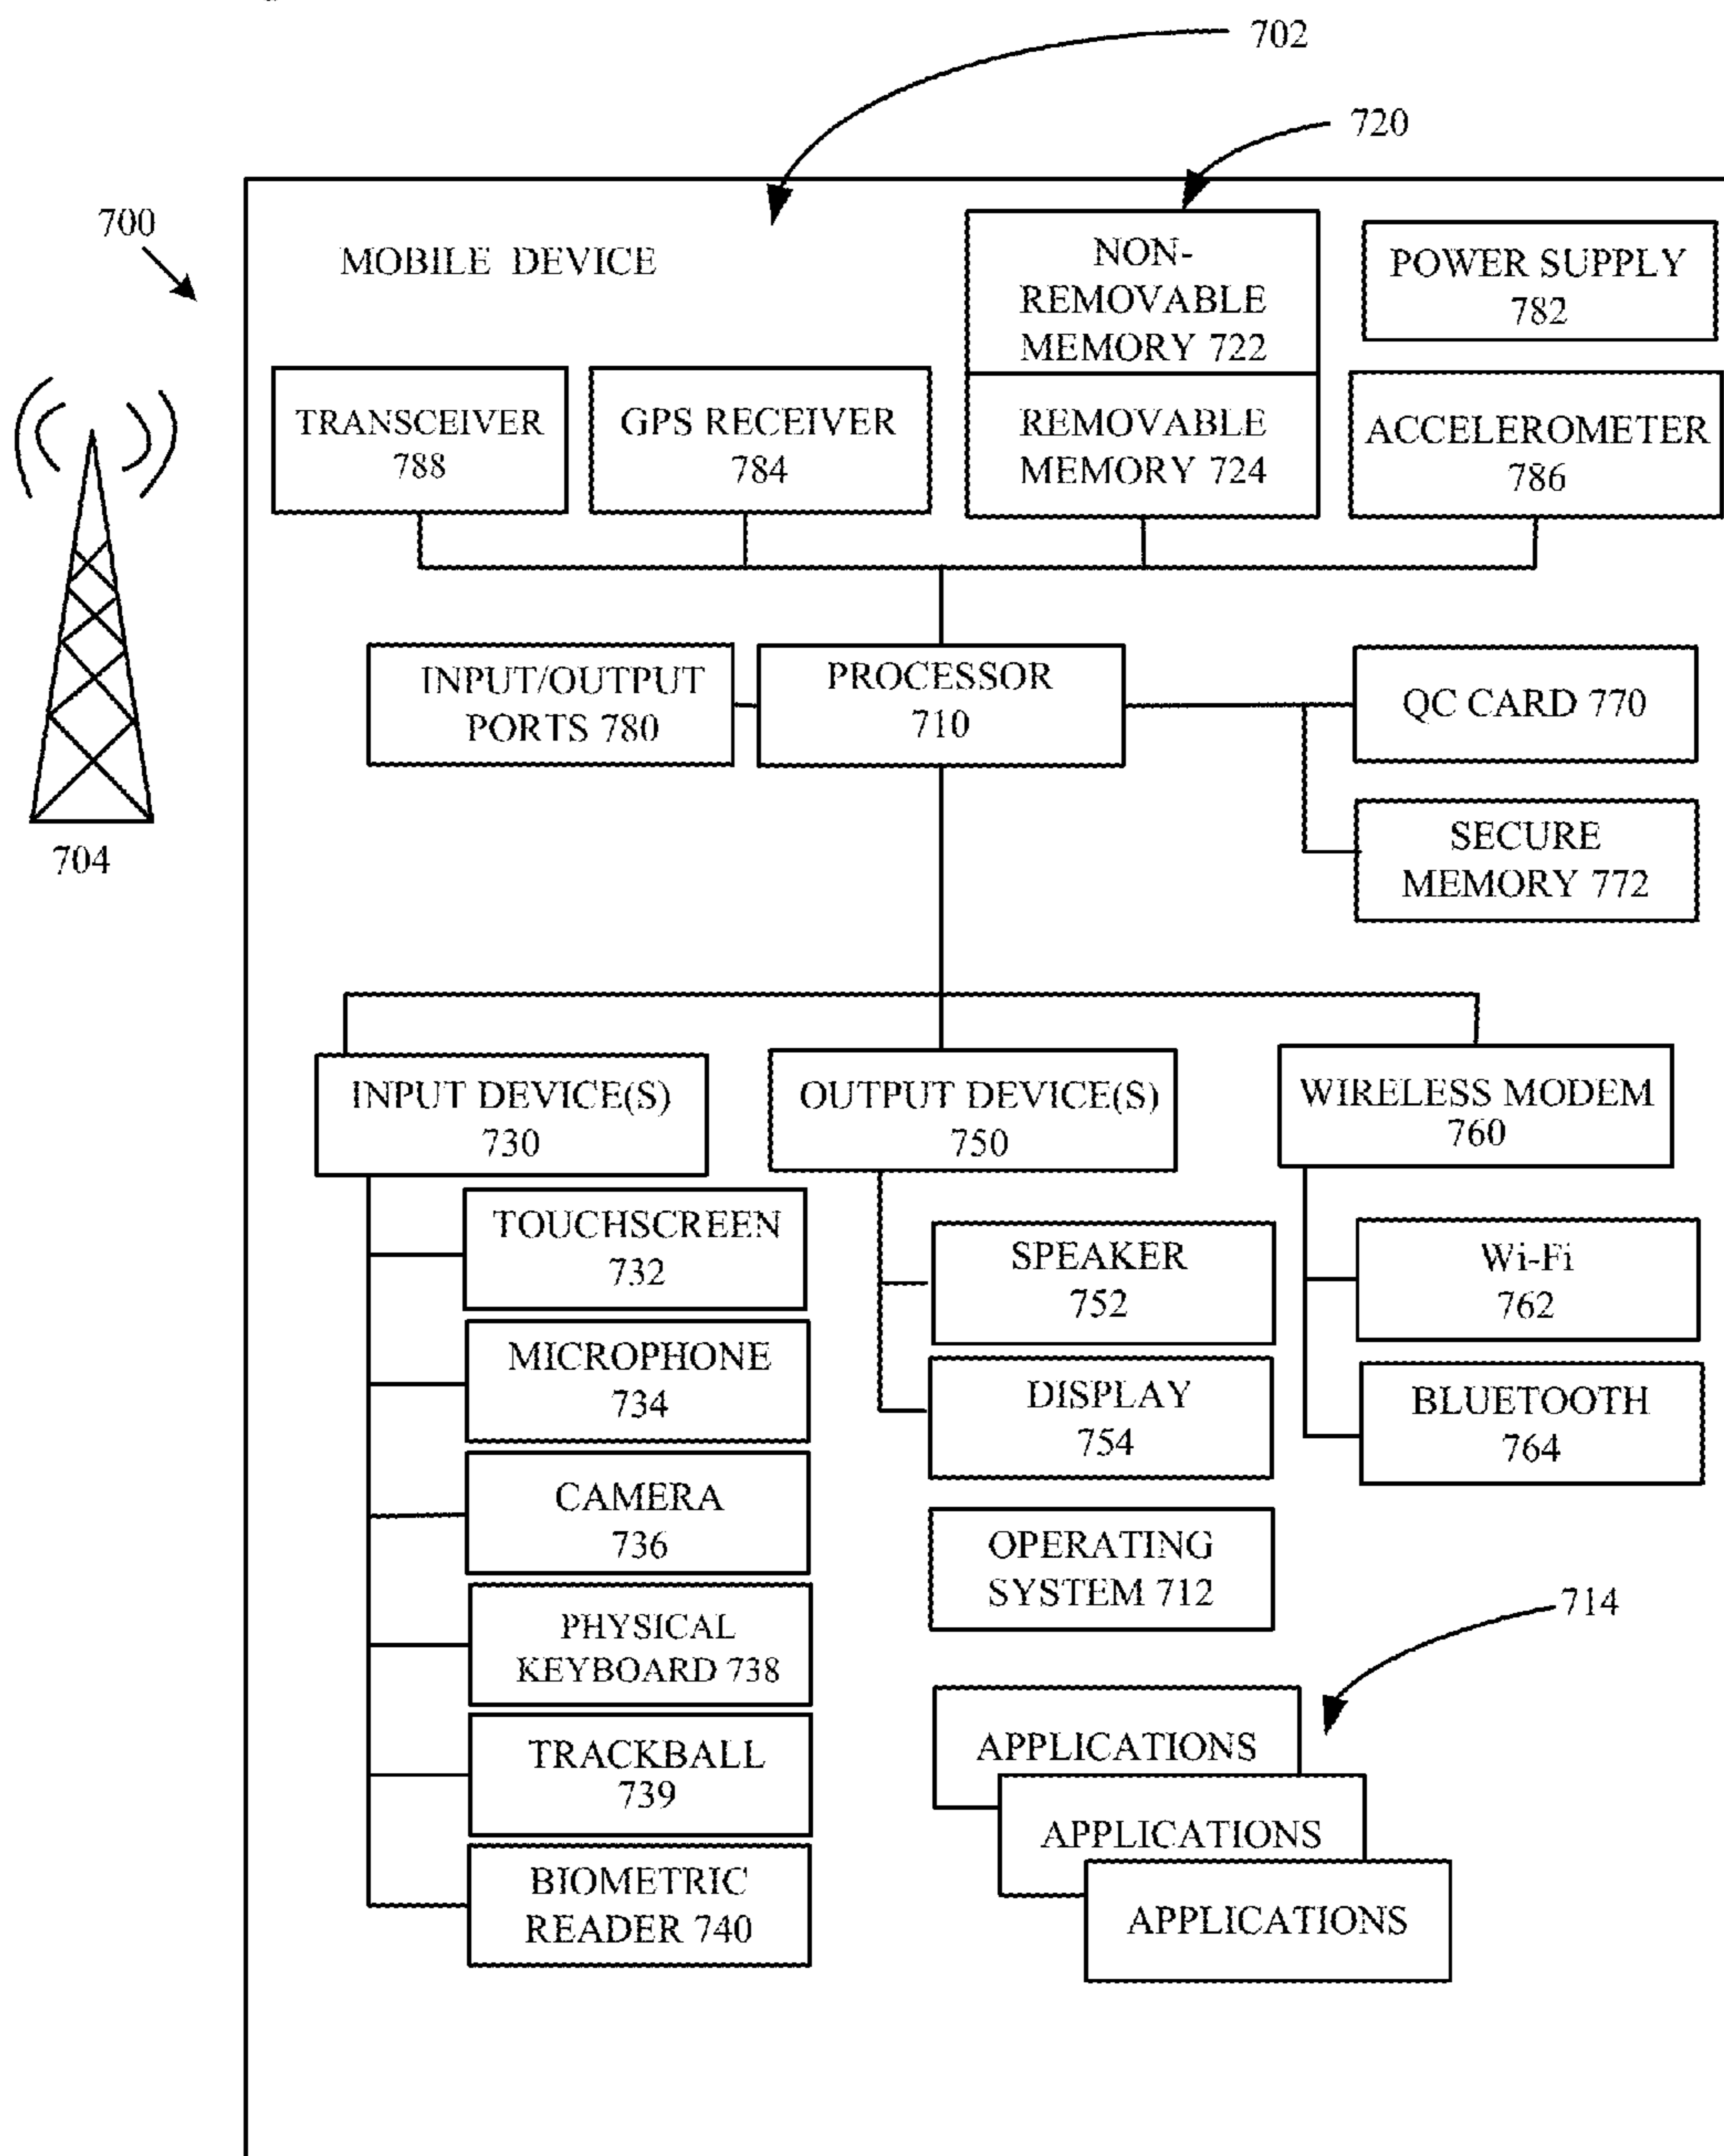 702
720
700
MOBILE DEVICE
NON-
REMOVABLE
MEMORY 722
POWER SUPPLY
782
TRANSCEIVER
788
GPS RECEIVER
784
REMOVABLE
MEMORY 724
ACCELEROMETER
786
704
INPUT/OUTPUT
PORTS 780
PROCESSOR
710
QC CARD 770
SECURE
MEMORY 772
INPUT DEVICE(S)
730
OUTPUT DEVICE(S)
750
WIRELESS MODEM
760
TOUCHSCREEN
732
MICROPHONE
734
CAMERA
736
PHYSICAL
KEYBOARD 738
TRACKBALL
739
BIOMETRIC
READER 740
SPEAKER
752
DISPLAY
754
Wi-Fi
762
BLUETOOTH
764
OPERATING
SYSTEM 712
714
APPLICATIONS
APPLICATIONS
APPLICATIONS